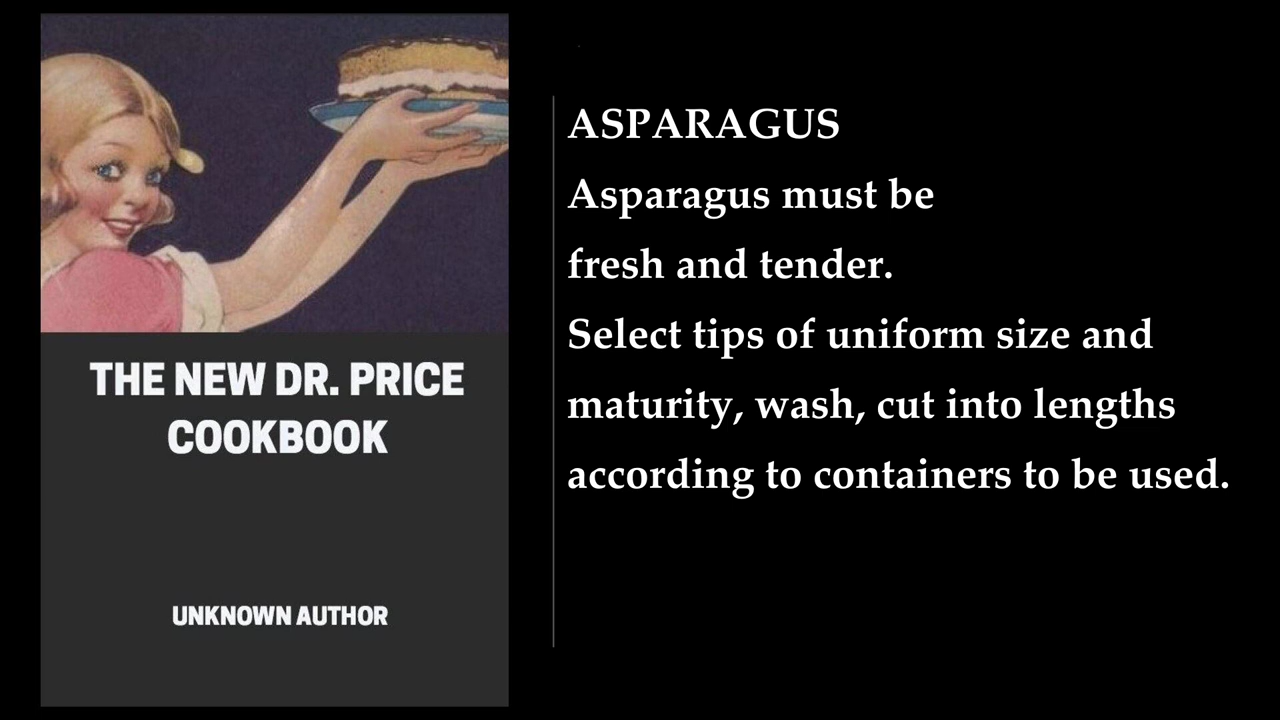 THE NEW DR. PRICE
COOKBOOK
UNKNOWN AUTHOR
ASPARAGUS
Asparagus must be
fresh and tender.
Select tips of uniform size and
maturity, wash, cut into lengths
according to containers to be used.